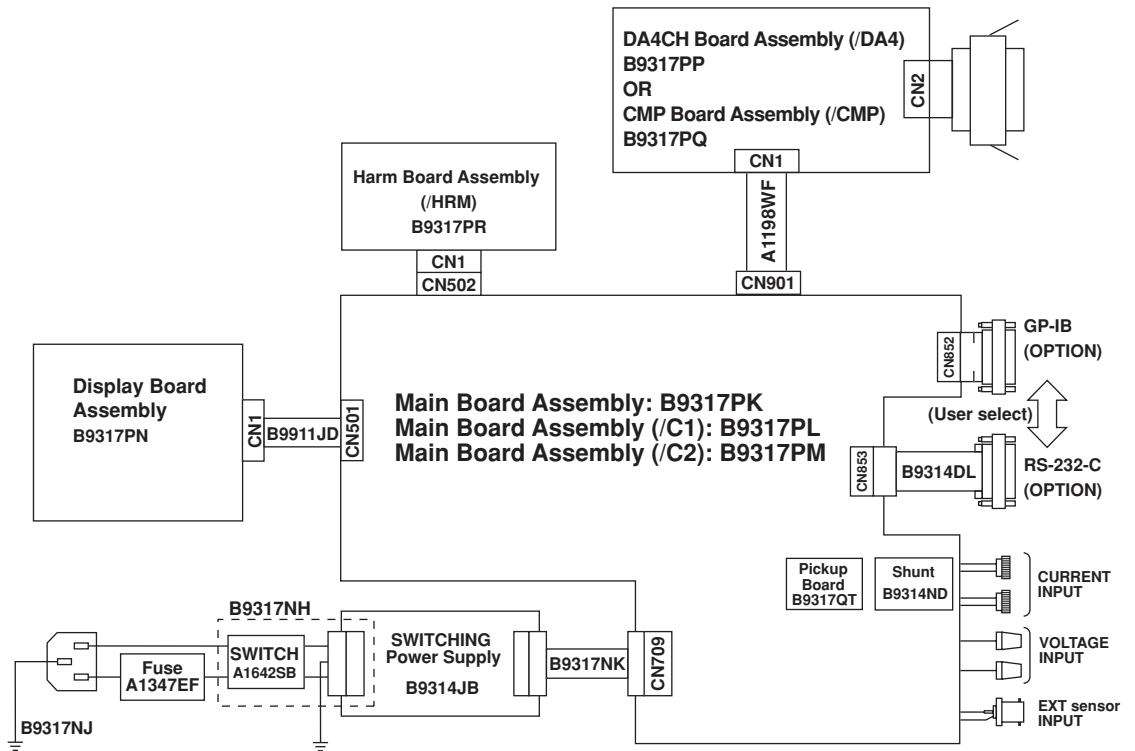 DA4CH Board Assembly (/DA4)
B9317PP
OR
CMP Board Assembly (/CMP)
B9317PQ
CN2
CN1
A1198WF
CN901
Harm Board Assembly
(/HRM)
B9317PR
CN1
CN502
Display Board
Assembly
B9317PN
CN1
B9911JD
CN501
Main Board Assembly: B9317PK
Main Board Assembly (/C1): B9317PL
Main Board Assembly (/C2): B9317PM
CN852
GP-IB
(OPTION)
(User select)
CN853
B9314DL
RS-232-C
(OPTION)
Pickup
Board
B9317QT
Shunt
B9314ND
CURRENT
INPUT
VOLTAGE
INPUT
EXT sensor
INPUT
B9317NH
SWITCH
A1642SB
Fuse
A1347EF
B9317NJ
SWITCHING
Power Supply
B9314JB
B9317NK
CN709